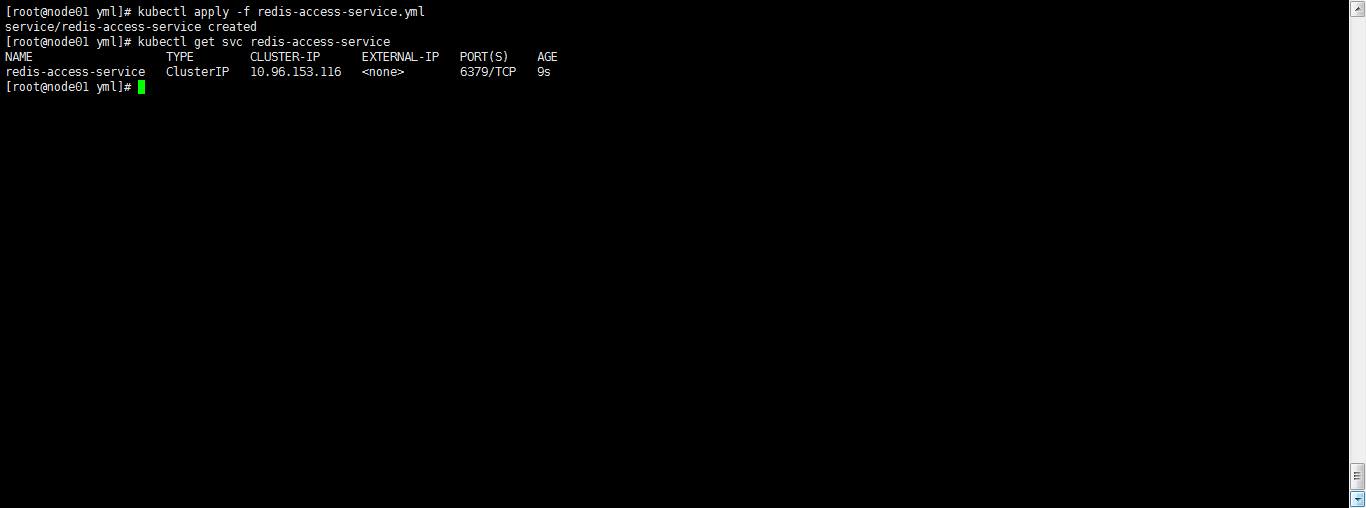 [root@node01 yml]# kubectl apply -f redis-access-service.yml
service/redis-access-service created
[root@node01 yml]# kubectl get svc redis-access-service
NAME                   TYPE        CLUSTER-IP      EXTERNAL-IP   PORT(S)    AGE
redis-access-service   ClusterIP   10.96.153.116   <none>        6379/TCP   9s
[root@node01 yml]#